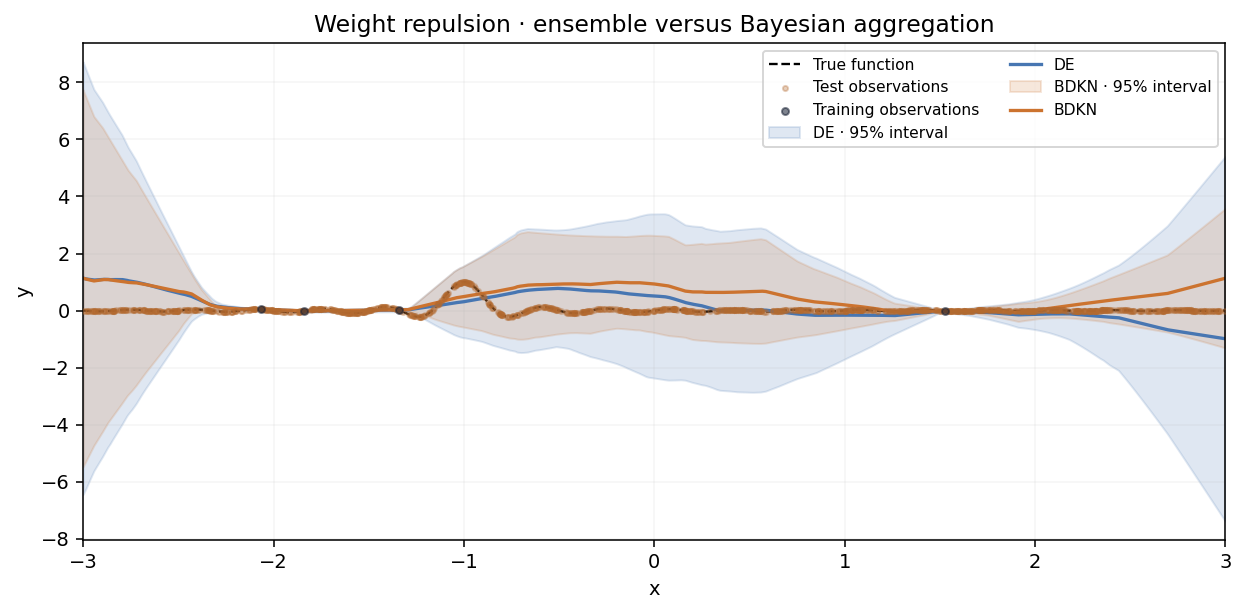 Weight repulsion · ensemble versus Bayesian aggregation
True function
Test observations
Training observations
DE · 95% interval
DE
BDKN · 95% interval
BDKN
8
6
4
2
0
−2
−4
−6
−8
y
−3
−2
−1
0
1
2
3
x